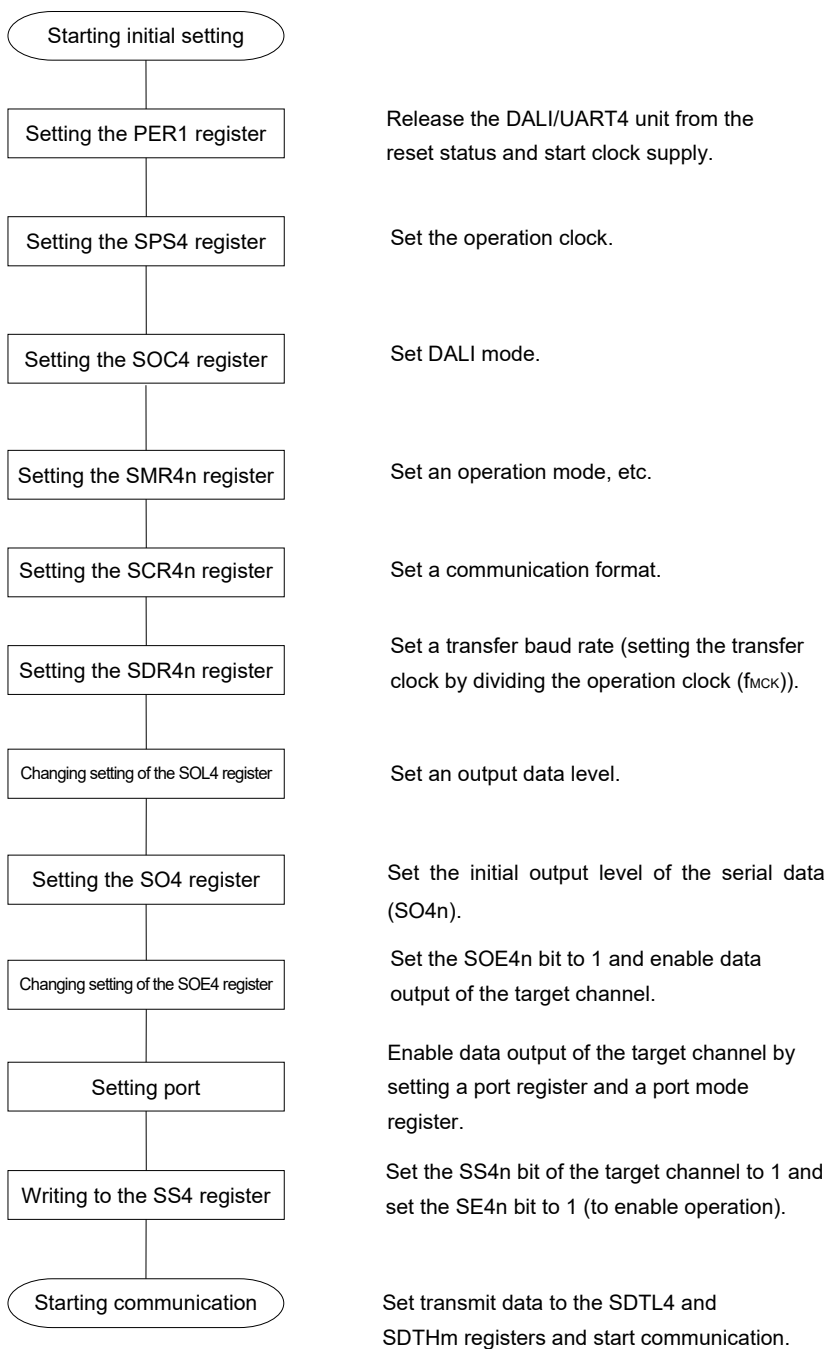 Starting initial setting
Setting the PER1 register
Release the DALI/UART4 unit from the
reset status and start clock supply.
Setting the SPS4 register
Set the operation clock.
Setting the SOC4 register
Set DALI mode.
Setting the SMR4n register
Set an operation mode, etc.
Setting the SCR4n register
Set a communication format.
Setting the SDR4n register
Set a transfer baud rate (setting the transfer
clock by dividing the operation clock (fMCK)).
Changing setting of the SOL4 register
Set an output data level.
Setting the SO4 register
Set the initial output level of the serial data
(SO4n).
Changing setting of the SOE4 register
Set the SOE4n bit to 1 and enable data
output of the target channel.
Setting port
Enable data output of the target channel by
setting a port register and a port mode
register.
Writing to the SS4 register
Set the SS4n bit of the target channel to 1 and
set the SE4n bit to 1 (to enable operation).
Starting communication
Set transmit data to the SDTL4 and
SDTHm registers and start communication.